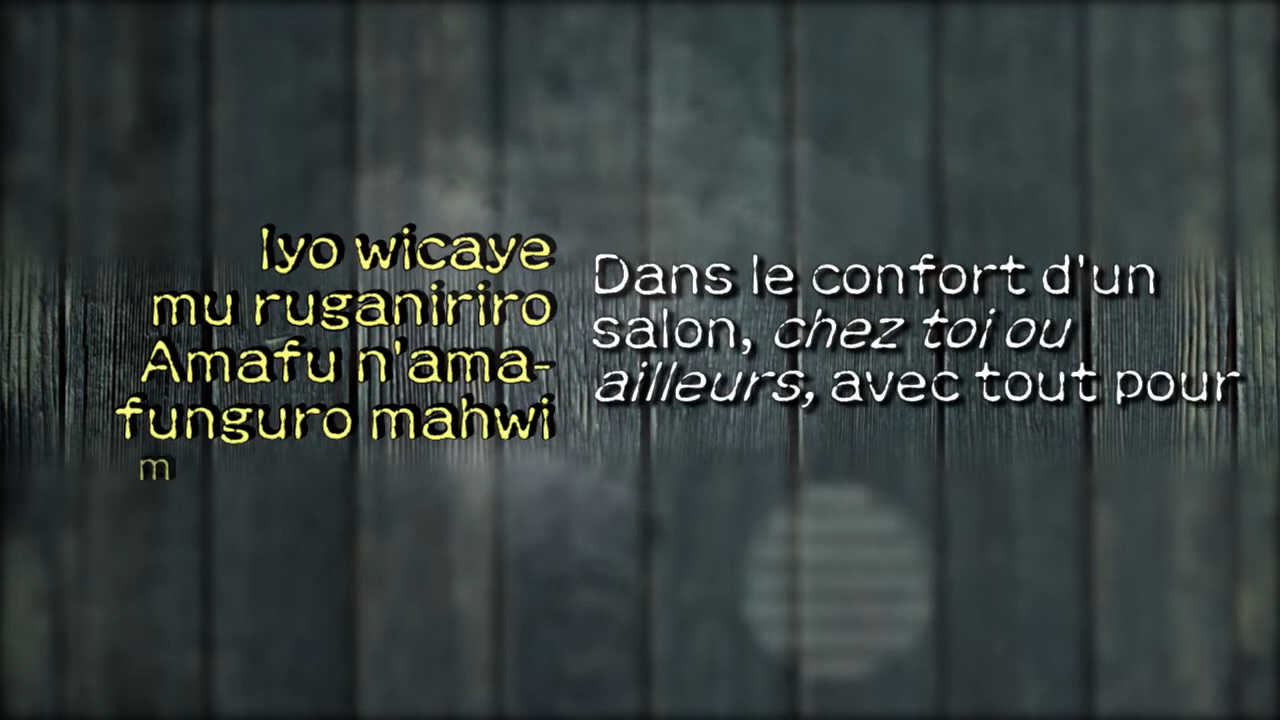 Iyo wicaye
mu ruganiriro
Amafu n'ama-
funguro mahwi
m
Dans le confort d'un
salon, chez toi ou
ailleurs, avec tout pour